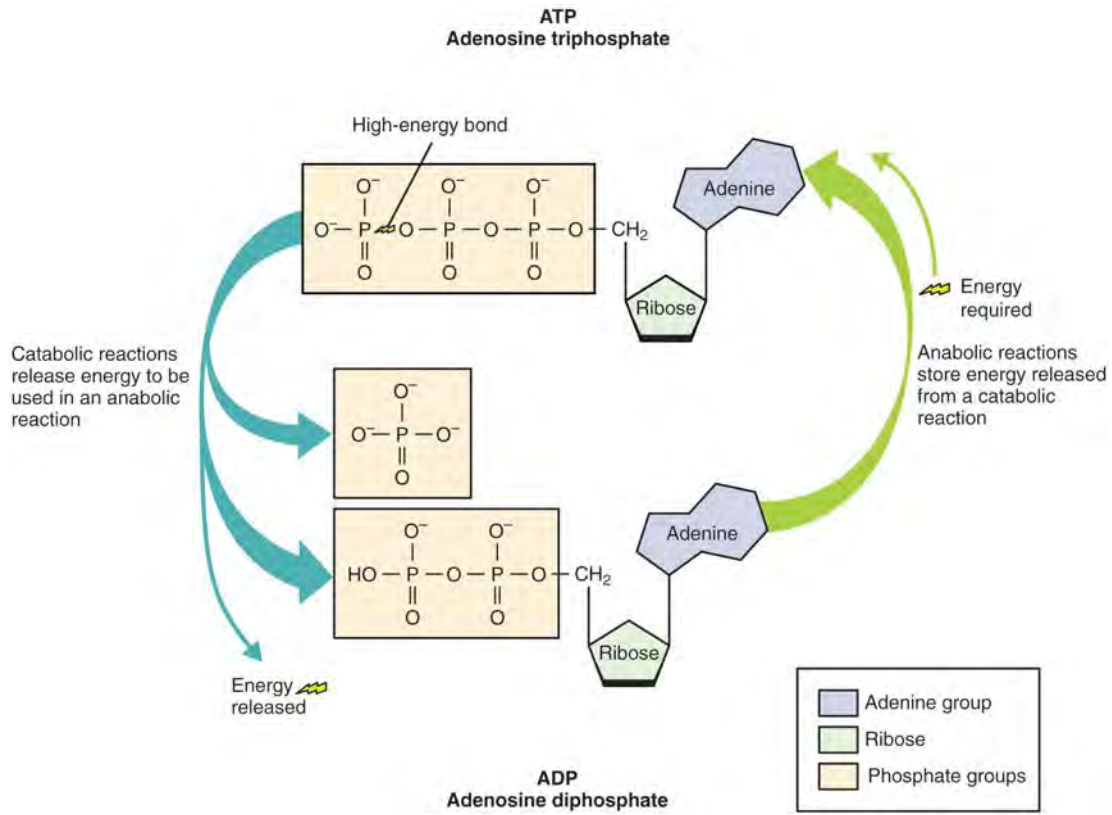 ATP
Adenosine triphosphate
High-energy bond
O⁻ O⁻ O⁻
O⁻ P O P O P O CH₂
O O O
Adenine
Ribose
Energy
required
Catabolic reactions
release energy to be
used in an anabolic
reaction
Anabolic reactions
store energy released
from a catabolic
reaction
O⁻
O⁻ P O⁻
O
O⁻ O⁻
HO P O P O CH₂
O O
Adenine
Ribose
Energy
released
Adenine group
Ribose
Phosphate groups
ADP
Adenosine diphosphate